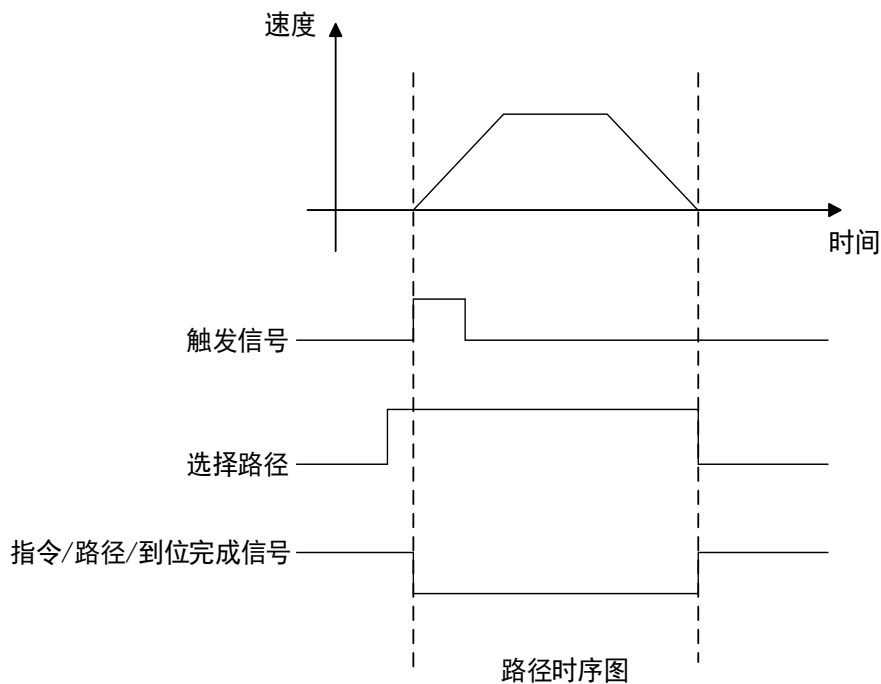 速度
时间
触发信号
选择路径
指令/路径/到位完成信号
路径时序图